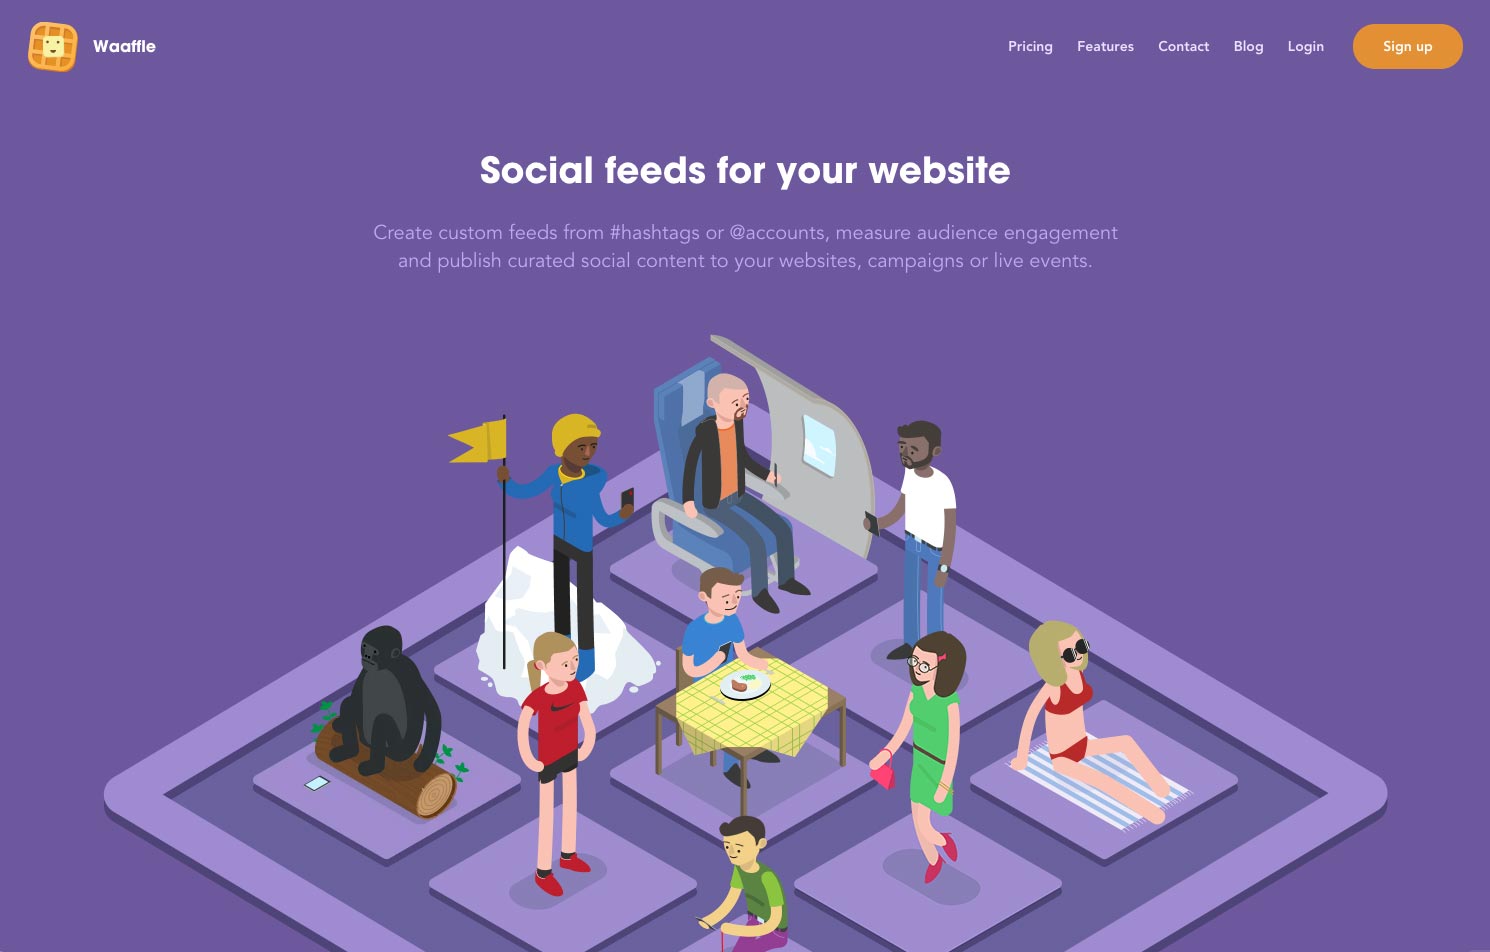 Waaffle
Pricing Features Contact Blog Login Sign up
Social feeds for your website
Create custom feeds from #hashtags or @accounts, measure audience engagement
and publish curated social content to your websites, campaigns or live events.